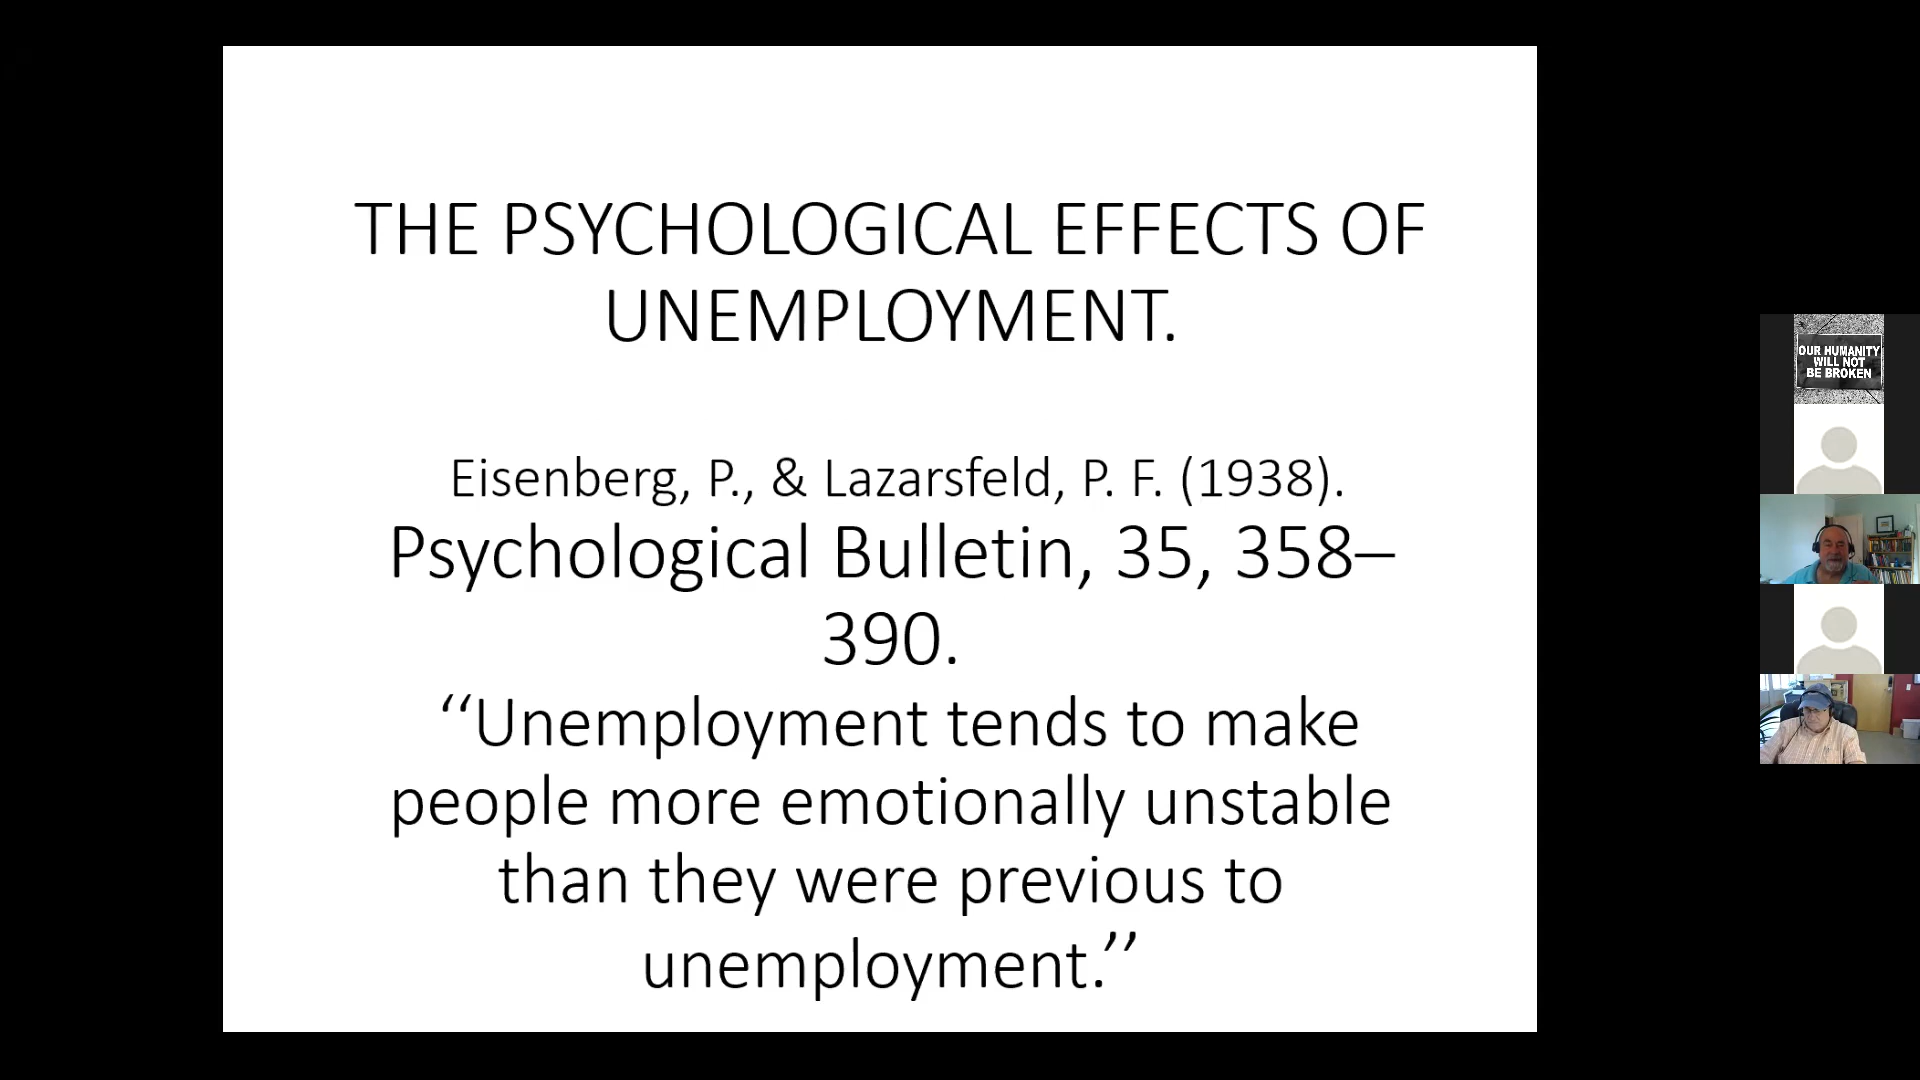 THE PSYCHOLOGICAL EFFECTS OF
UNEMPLOYMENT.
Eisenberg, P., & Lazarsfeld, P. F. (1938).
Psychological Bulletin, 35, 358–
390.
‘‘Unemployment tends to make
people more emotionally unstable
than they were previous to
unemployment.’’
OUR HUMANITY
WILL NOT
BE BROKEN